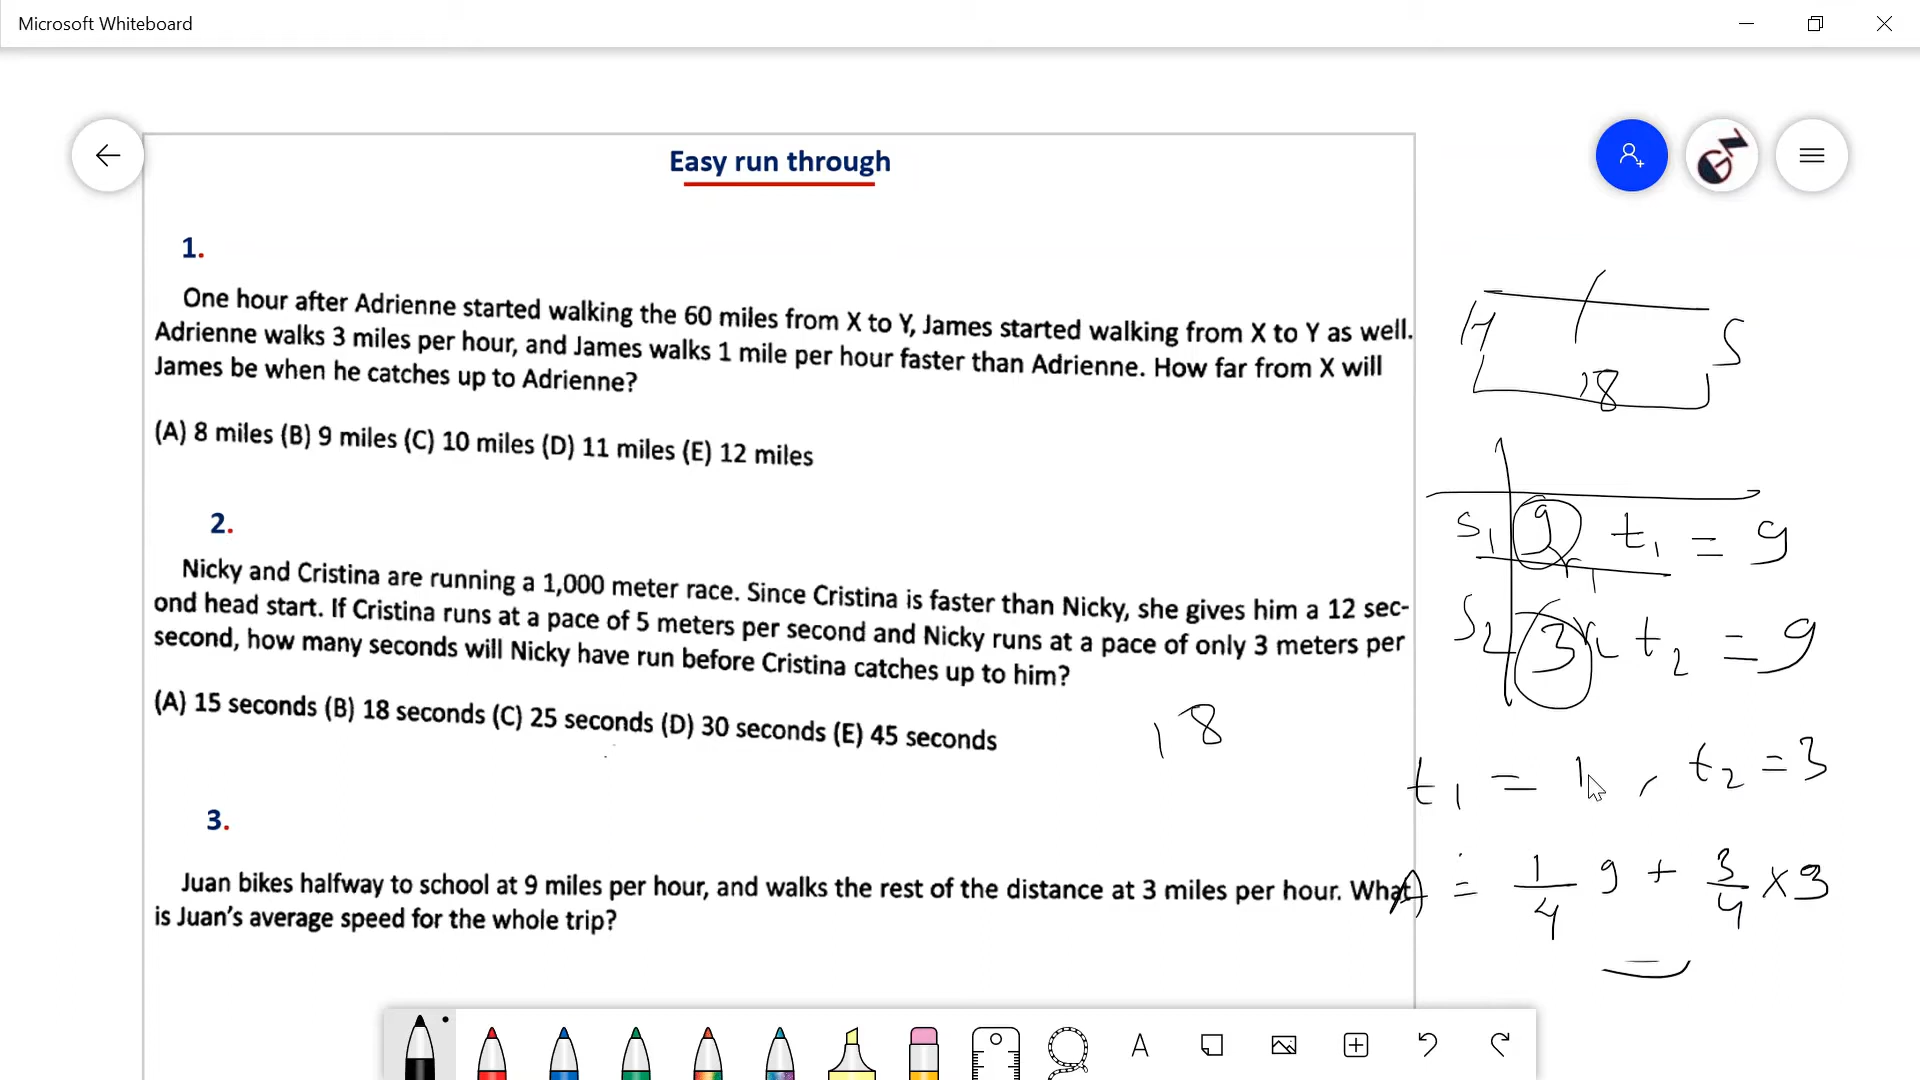 Microsoft Whiteboard
Easy run through
1.
One hour after Adrienne started walking the 60 miles from X to Y, James started walking from X to Y as well.
Adrienne walks 3 miles per hour, and James walks 1 mile per hour faster than Adrienne. How far from X will
James be when he catches up to Adrienne?
(A) 8 miles (B) 9 miles (C) 10 miles (D) 11 miles (E) 12 miles
2.
Nicky and Cristina are running a 1,000 meter race. Since Cristina is faster than Nicky, she gives him a 12 sec-
ond head start. If Cristina runs at a pace of 5 meters per second and Nicky runs at a pace of only 3 meters per
second, how many seconds will Nicky have run before Cristina catches up to him?
(A) 15 seconds (B) 18 seconds (C) 25 seconds (D) 30 seconds (E) 45 seconds
18
3.
Juan bikes halfway to school at 9 miles per hour, and walks the rest of the distance at 3 miles per hour. What
is Juan's average speed for the whole trip?
H S
18
S1 9 t1 = 9
S2 3 t2 = 9
t1 = 1, t2 = 3
A = 1/4 9 + 3/4 × 3
=
A